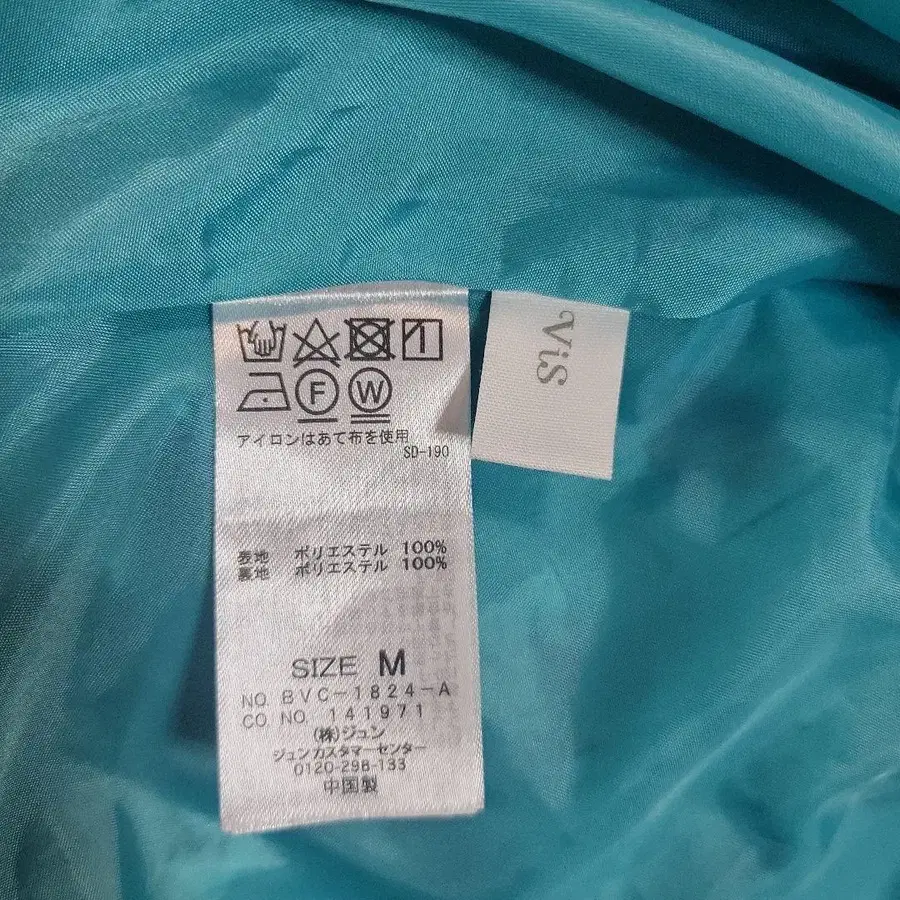 F W
アイロンはあて布を使用
SD-190
表地 ポリエステル 100%
裏地 ポリエステル 100%
SIZE M
NO. BVC-1824-A
CO. NO. 141971
(株)ジュン
ジュンカスタマーセンター
0120-298-133
中国製
ViS